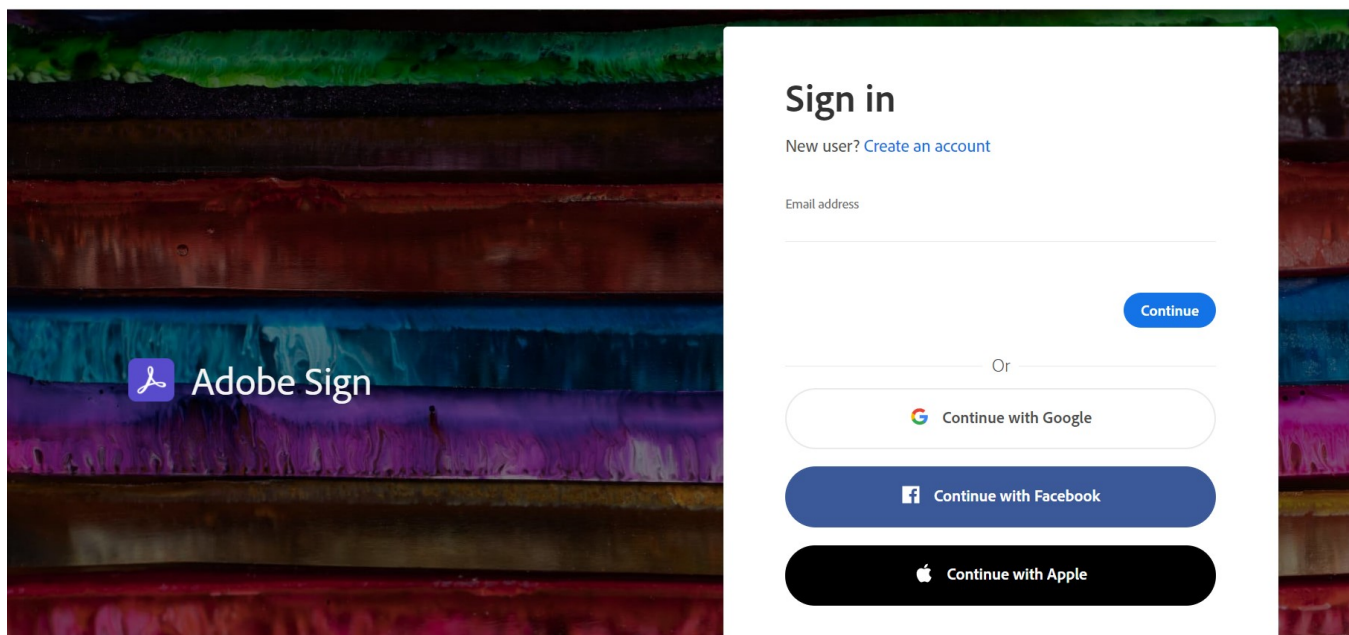 Sign in
New user? Create an account
Email address
Continue
Or
Continue with Google
Continue with Facebook
Continue with Apple
Adobe Sign